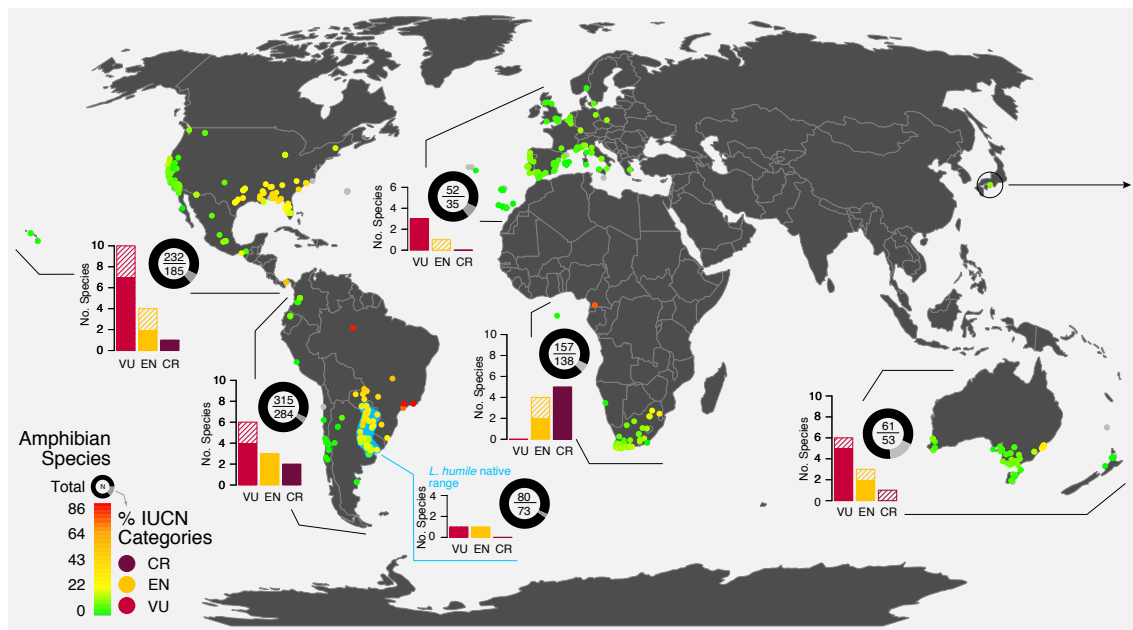 6
4
2
0
No. Species
VU EN CR
52
35
10
8
6
4
2
0
No. Species
VU EN CR
232
185
10
8
6
4
2
0
No. Species
VU EN CR
157
138
10
8
6
4
2
0
No. Species
VU EN CR
315
284
10
8
6
4
2
0
No. Species
VU EN CR
61
53
L. humile native
range
4
2
0
No. Species
VU EN CR
80
73
Amphibian
Species
Total
N
86
64
43
22
0
% IUCN
Categories
CR
EN
VU